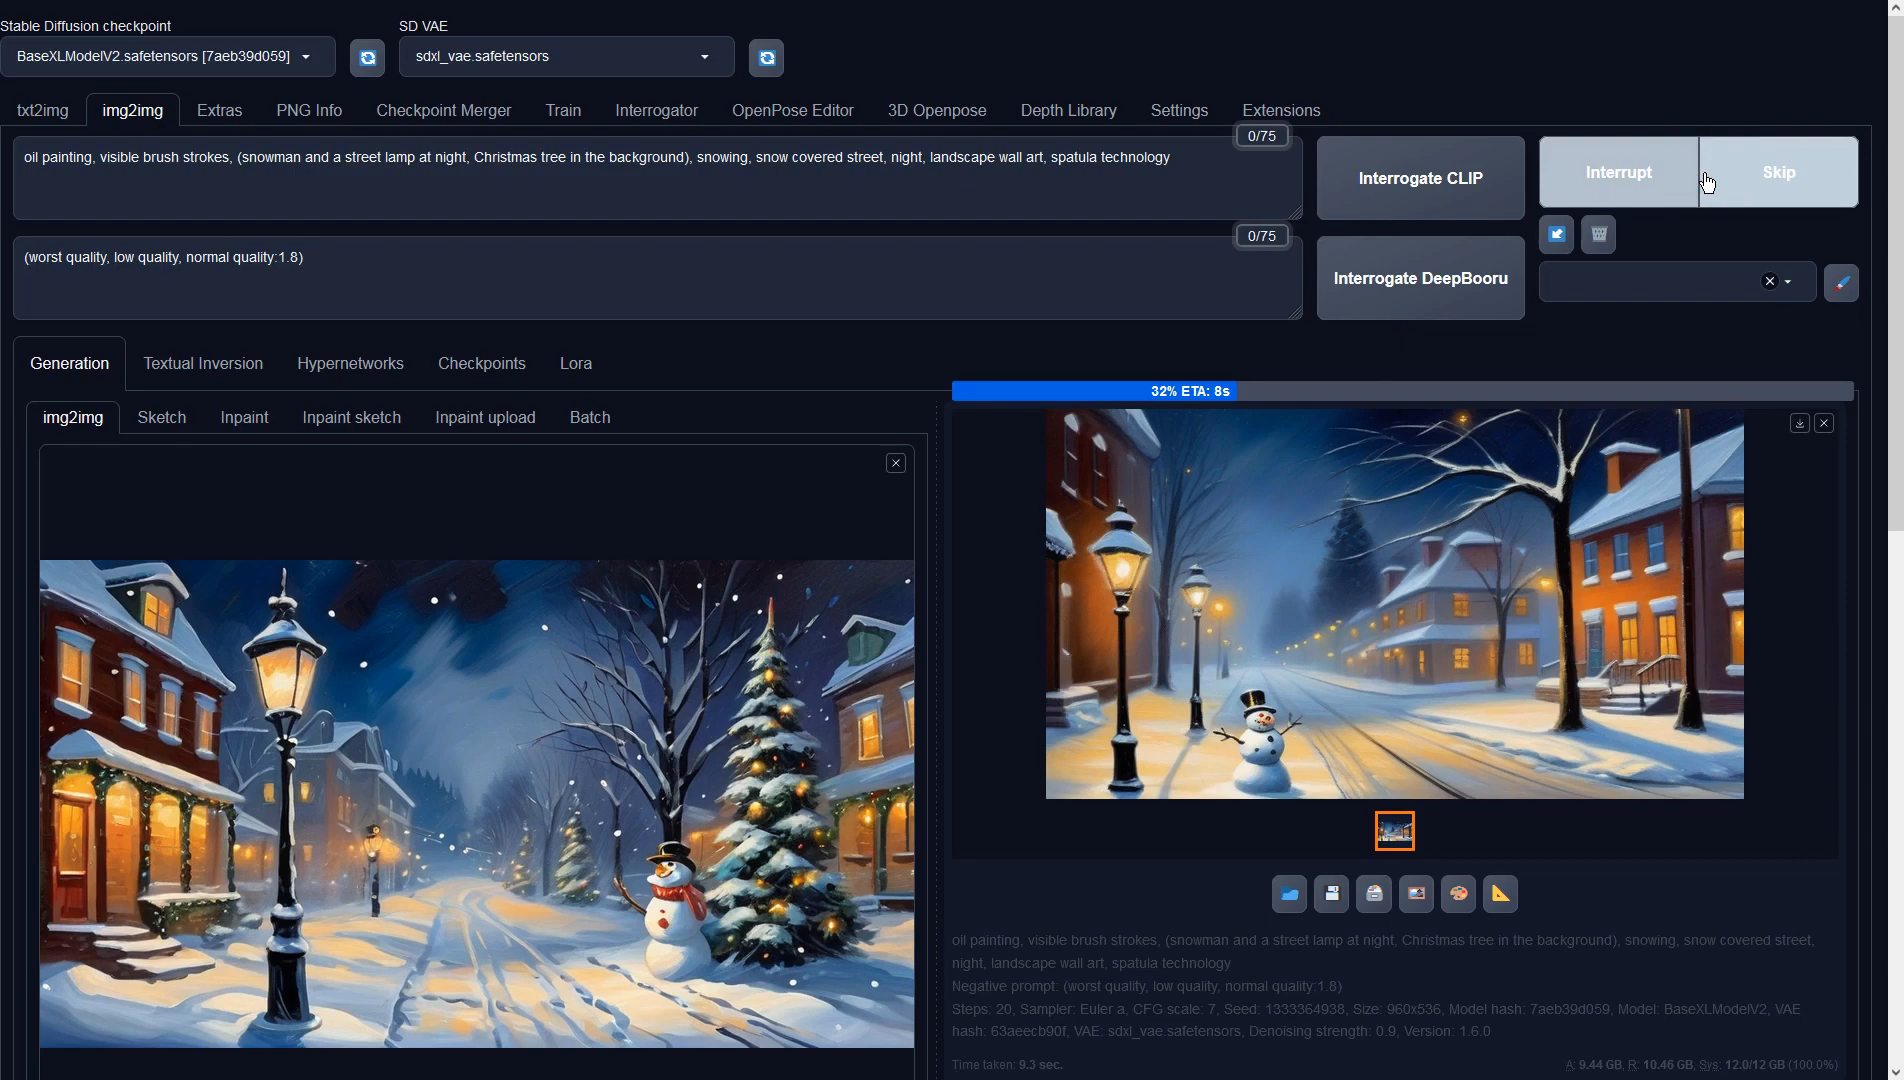 Stable Diffusion checkpoint
SD VAE
BaseXLModelV2.safetensors [7aeb39d059]
sdxl_vae.safetensors
txt2img img2img Extras PNG Info Checkpoint Merger Train Interrogator OpenPose Editor 3D Openpose Depth Library Settings Extensions
0/75
oil painting, visible brush strokes, (snowman and a street lamp at night, Christmas tree in the background), snowing, snow covered street, night, landscape wall art, spatula technology
Interrogate CLIP
Interrupt
Skip
0/75
(worst quality, low quality, normal quality:1.8)
Interrogate DeepBooru
Generation Textual Inversion Hypernetworks Checkpoints Lora
32% ETA: 8s
img2img Sketch Inpaint Inpaint sketch Inpaint upload Batch
oil painting, visible brush strokes, (snowman and a street lamp at night, Christmas tree in the background), snowing, snow covered street,
night, landscape wall art, spatula technology
Negative prompt: (worst quality, low quality, normal quality:1.8)
Steps: 20, Sampler: Euler a, CFG scale: 7, Seed: 1333364938, Size: 960x536, Model hash: 7aeb39d059, Model: BaseXLModelV2, VAE
hash: 63aeecb90f, VAE: sdxl_vae.safetensors, Denoising strength: 0.9, Version: 1.6.0
Time taken: 9.3 sec.
A: 9.44 GB, R: 10.46 GB, Sys: 12.0/12 GB (100.0%)